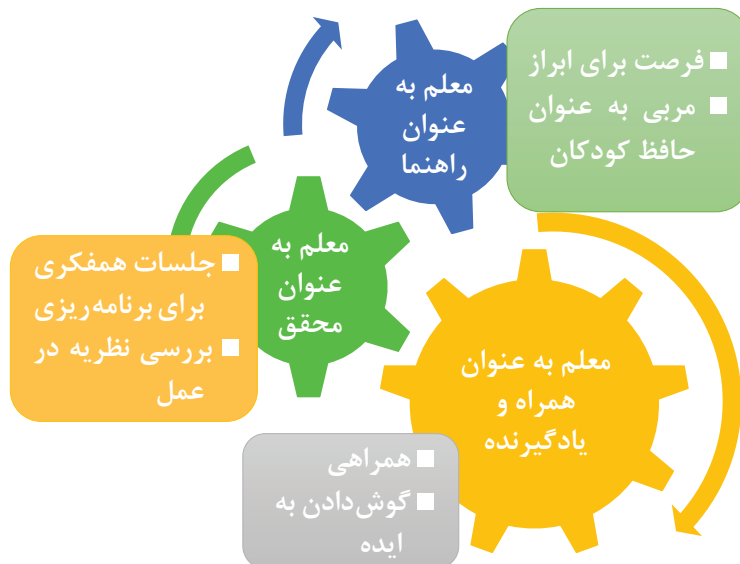 معلم به
عنوان
راهنما
■ فرصت برای ابراز
■ مربی به عنوان
حافظ کودکان
معلم به
عنوان
محقق
■ جلسات همفکری
برای برنامه‌ریزی
■ بررسی نظریه در
عمل
معلم به عنوان
همراه و
یادگیرنده
■ همراهی
■ گوش‌دادن به
ایده